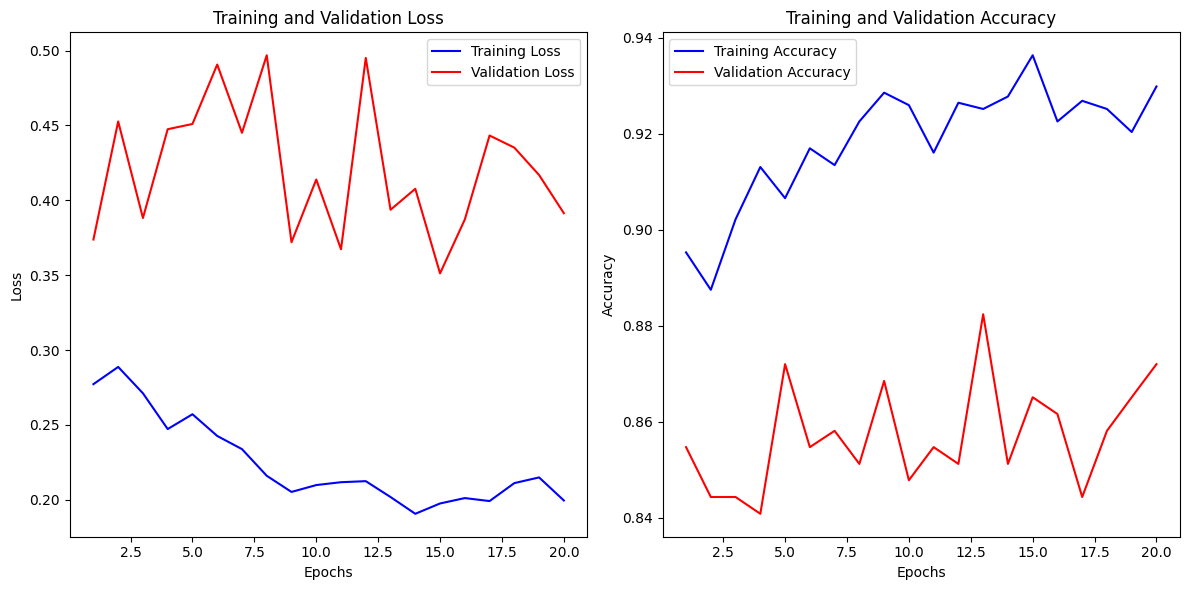 Training and Validation Loss
Training Loss
Validation Loss
0.50
0.45
0.40
0.35
0.30
0.25
0.20
Loss
2.5 5.0 7.5 10.0 12.5 15.0 17.5 20.0
Epochs
Training and Validation Accuracy
Training Accuracy
Validation Accuracy
0.94
0.92
0.90
0.88
0.86
0.84
Accuracy
2.5 5.0 7.5 10.0 12.5 15.0 17.5 20.0
Epochs